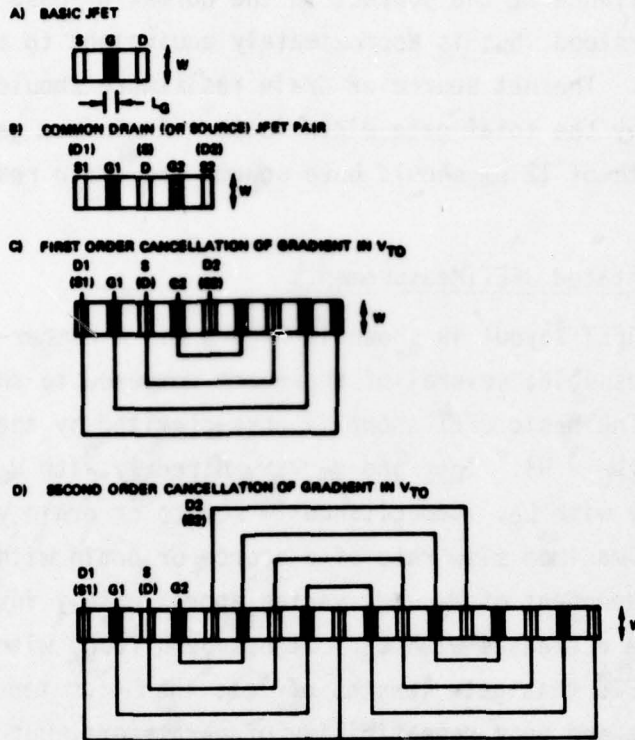 A) BASIC JFET
S D
W
LG
B) COMMON DRAIN (OR SOURCE) JFET PAIR
(D1) (S) (D2)
S1 G1 D G2 S2
W
C) FIRST ORDER CANCELLATION OF GRADIENT IN VTO
D1 S D2
(S1) G1 (D) G2 (S2)
W
D) SECOND ORDER CANCELLATION OF GRADIENT IN VTO
D2
(S2)
D1 S
(S1) G1 (D) G2
W